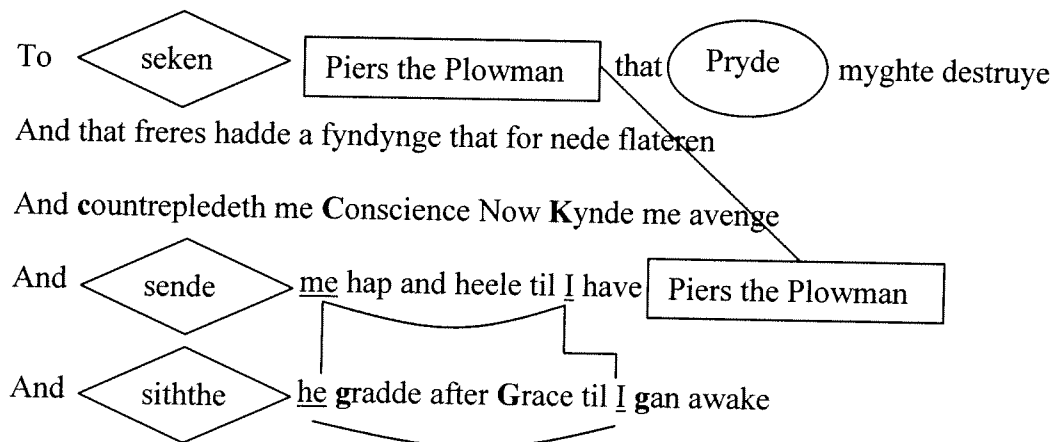 To seken Piers the Plowman that Pryde myghte destruye
And that freres hadde a fyndynge that for nede flateren
And countrepledeth me Conscience Now Kynde me avenge
And sende me hap and heele til I have Piers the Plowman
And siththe he gradde after Grace til I gan awake